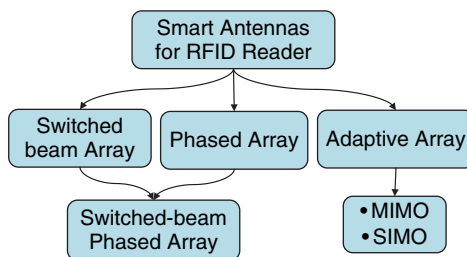 Smart Antennas
for RFID Reader
Switched
beam Array
Phased Array
Adaptive Array
Switched-beam
Phased Array
• MIMO
• SIMO